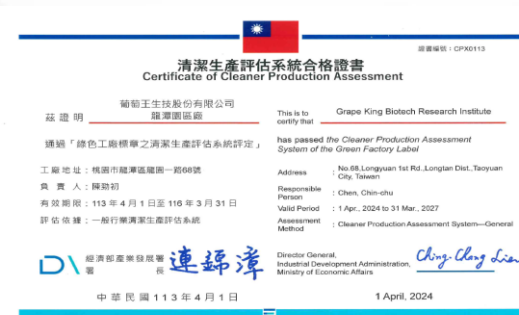 證書編號：CPX0113
清潔生產評估系統合格證書
Certificate of Cleaner Production Assessment
茲證明
葡萄王生技股份有限公司
龍潭園區廠
通過「綠色工廠標章之清潔生產評估系統評定」
工廠地址：桃園市龍潭區龍園一路68號
負責人：陳勁初
有效期限：113年4月1日至116年3月31日
評估依據：一般行業清潔生產評估系統
經濟部產業發展署
署長
連錦漳
中華民國113年4月1日
This is to
certify that
Grape King Biotech Research Institute
has passed the Cleaner Production Assessment
System of the Green Factory Label
Address : No.68,Longyuan 1st Rd.,Longtan Dist.,Taoyuan
City, Taiwan
Responsible
Person : Chen, Chin-chu
Valid Period : 1 Apr., 2024 to 31 Mar., 2027
Assessment
Method : Cleaner Production Assessment System—General
Director General,
Industrial Development Administration,
Ministry of Economic Affairs
Ching-Chang Lien
1 April, 2024